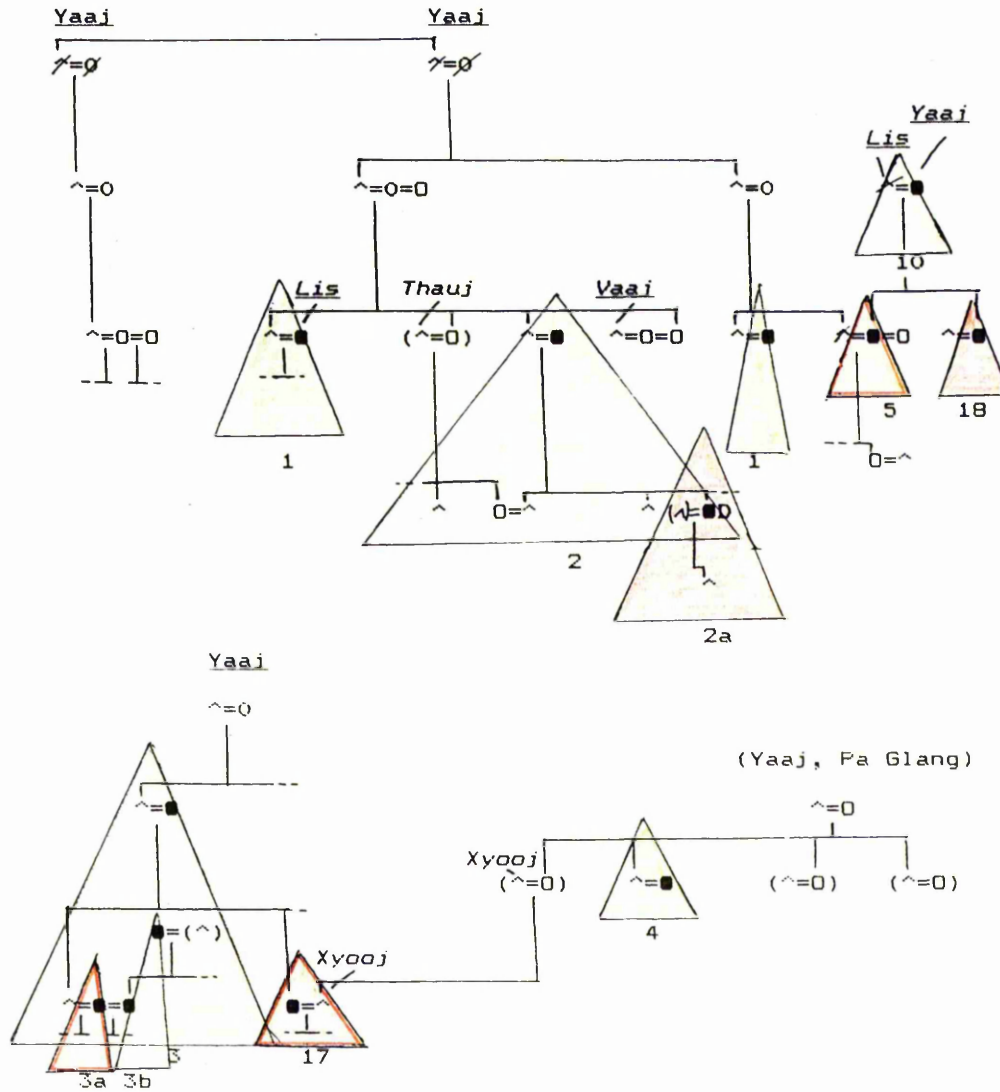 Yaaj Yaaj
^=0 ^=0
Yaaj
Lis
^=0 ^=0=0 ^=0 ^=■
10
Lis Thauj Vaaj
^=0=0 ^=■ (^=0) ^=■ ^=0=0 ^=■ ^=■=0 ^=■
5 18
1 1 0=^
^ 0=^ ^ (^)=■D
2
^
2a
Yaaj
^=0
(Yaaj, Pa Glang)
^=■ ^=0
Xyooj
(^=0) ^=■ (^=0) (^=0)
4
■=(^)
Xyooj
^=■=■ ■=^
3 17
3a 3b